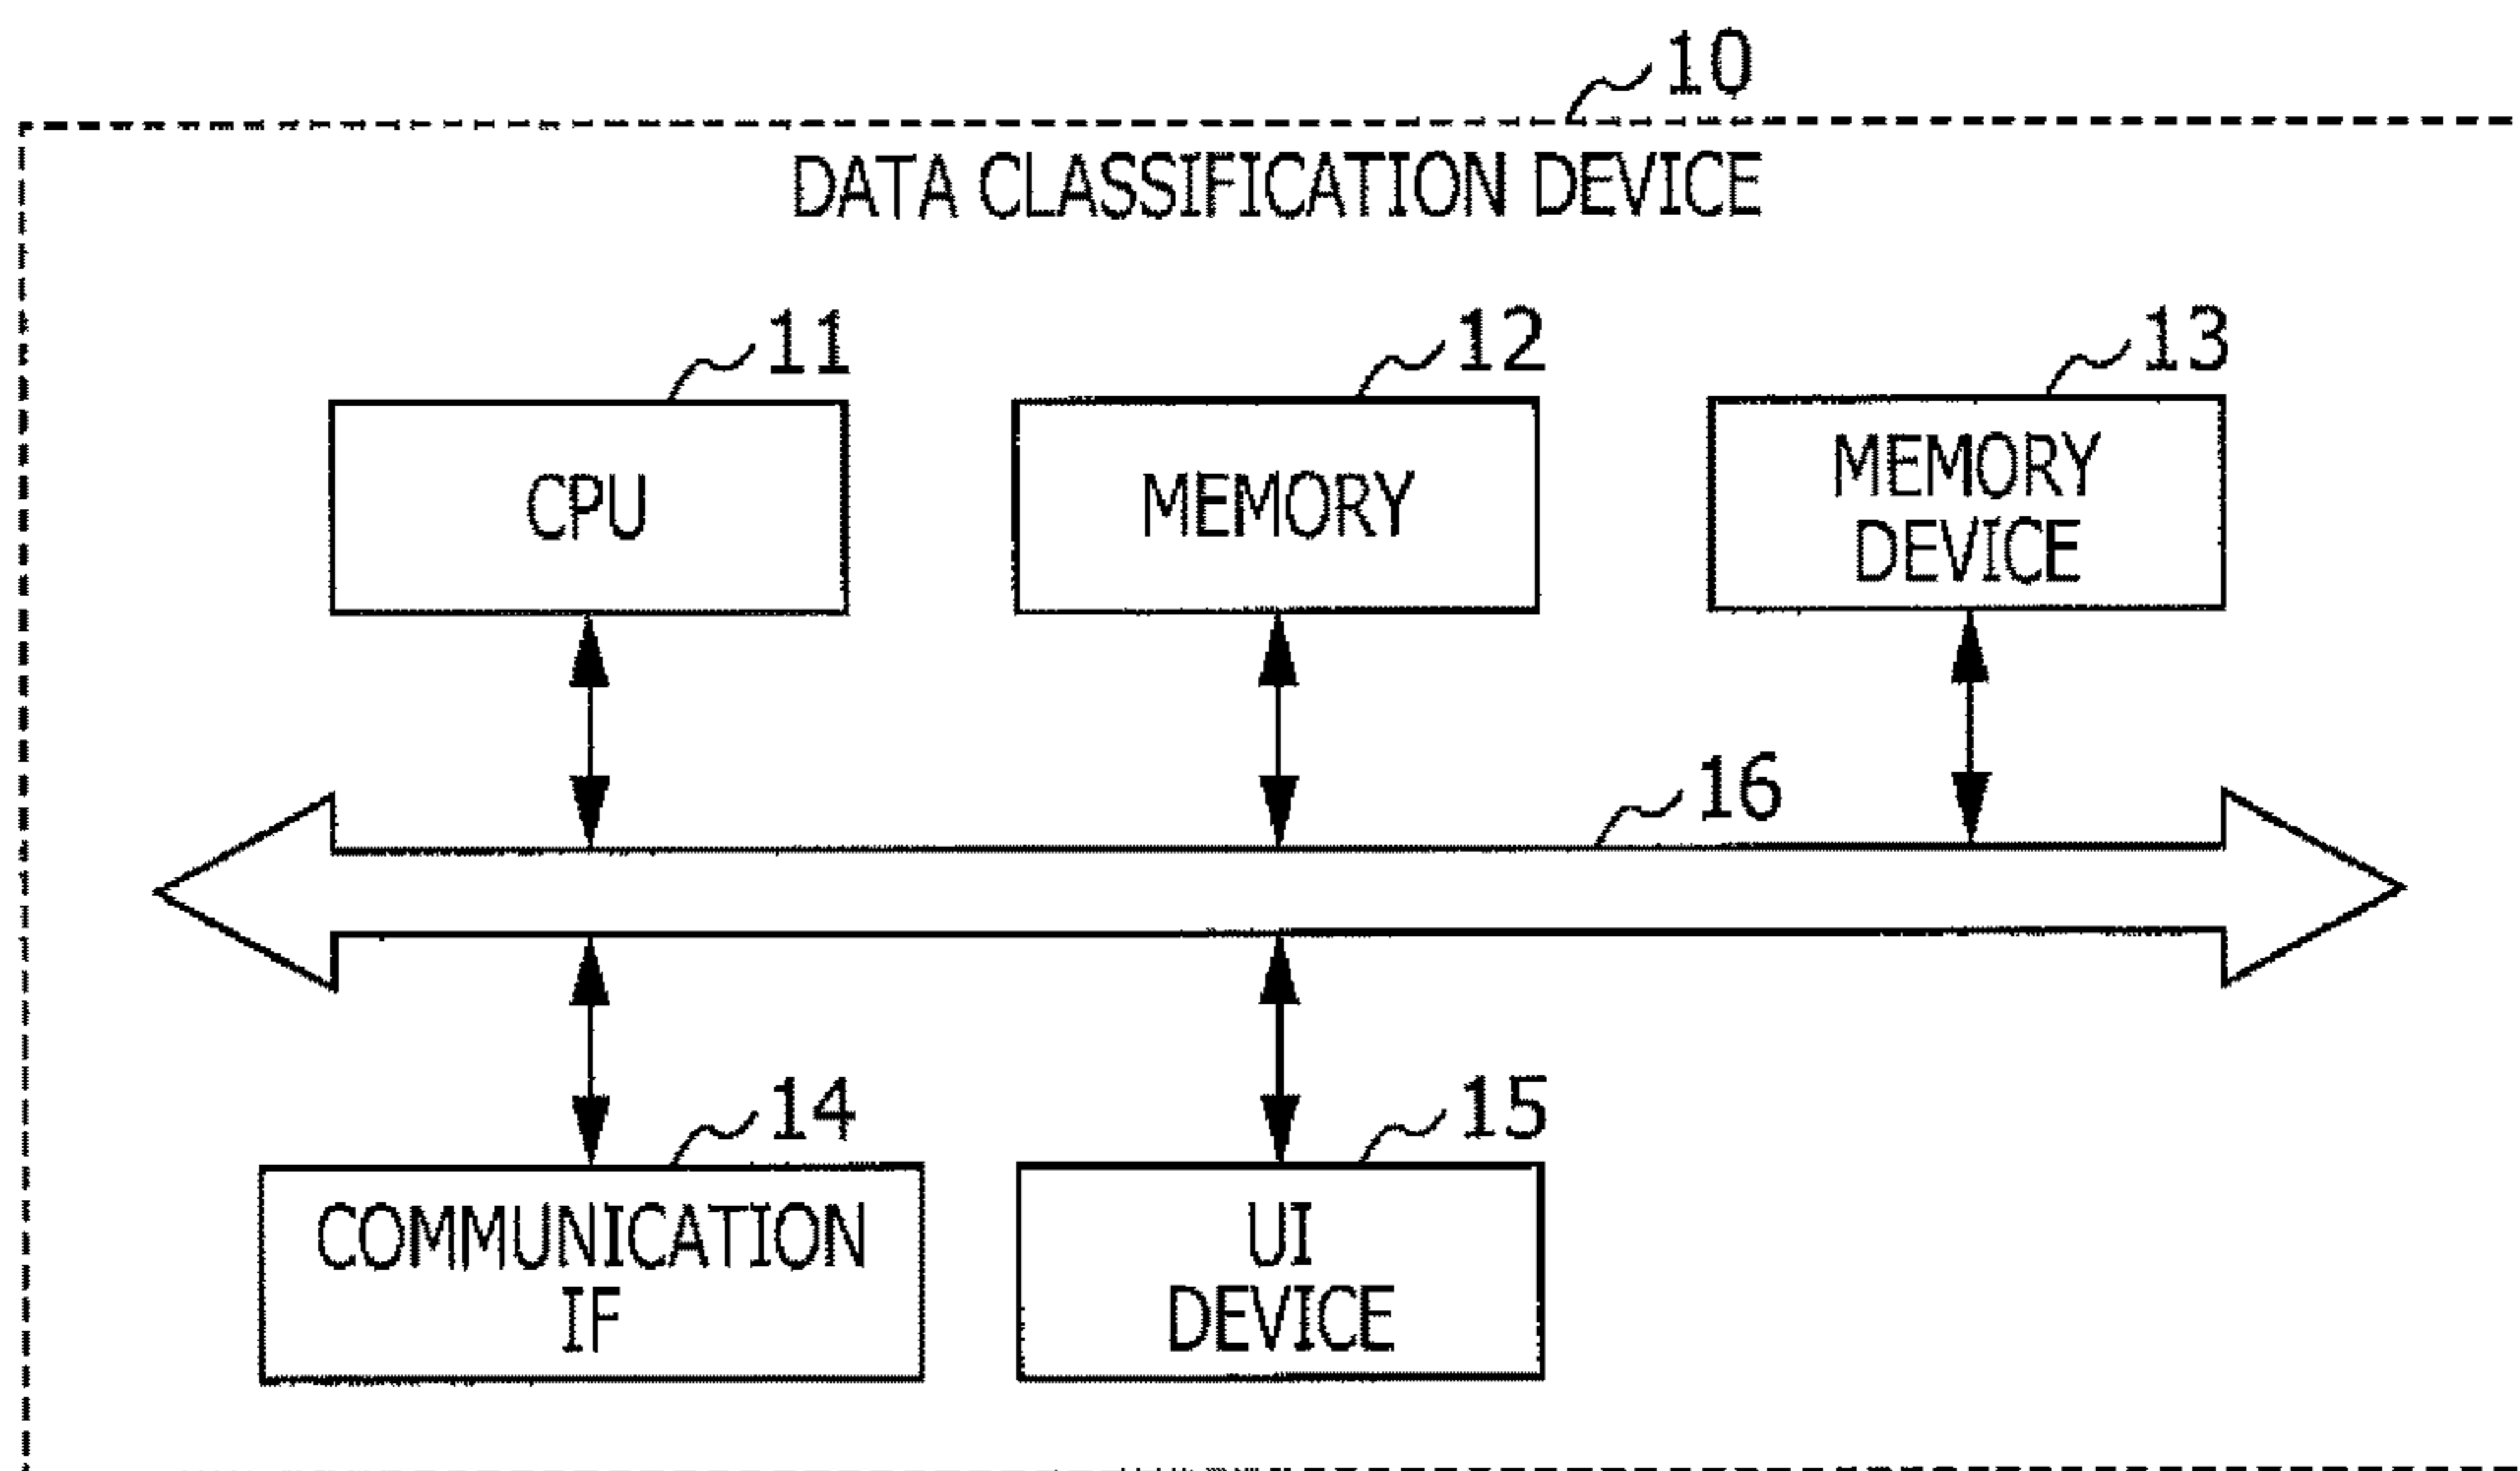 10
DATA CLASSIFICATION DEVICE
11
12
13
CPU
MEMORY
MEMORY
DEVICE
16
14
15
COMMUNICATION
IF
UI
DEVICE